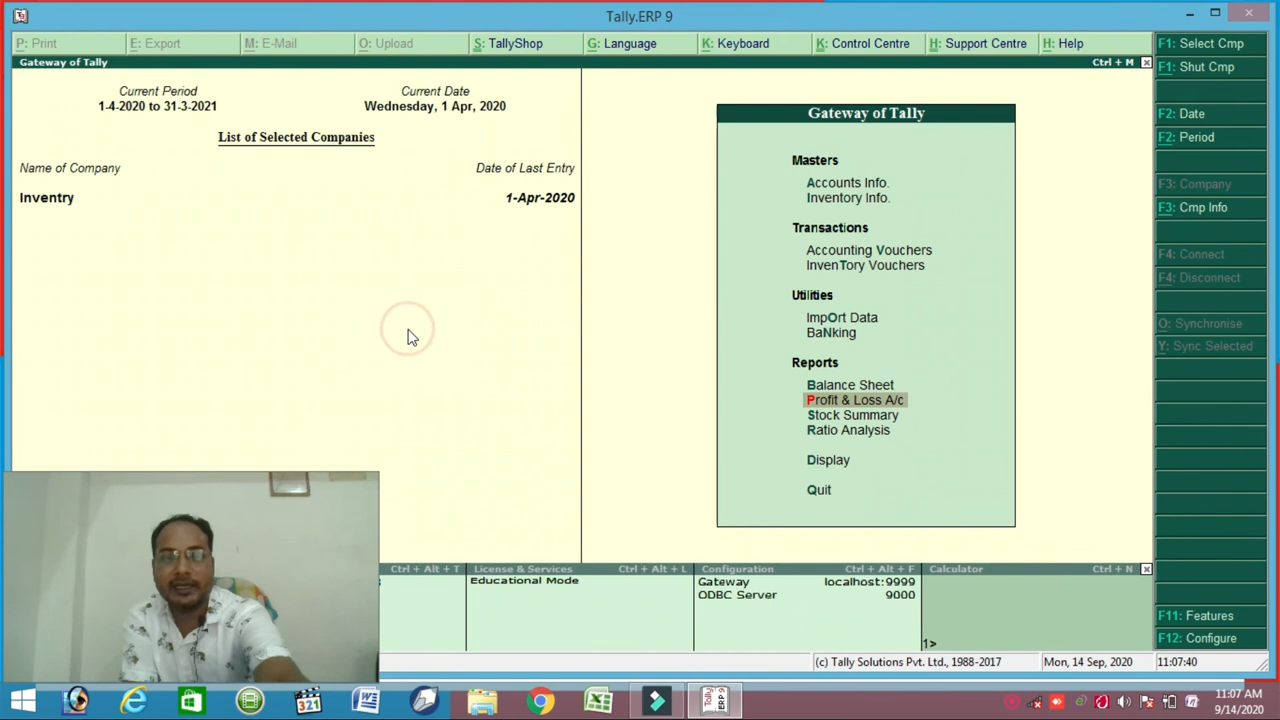 Tally.ERP 9
P: Print
E: Export
M: E-Mail
O: Upload
S: TallyShop
G: Language
K: Keyboard
K: Control Centre
H: Support Centre
H: Help
Gateway of Tally
Ctrl + M
Current Period
1-4-2020 to 31-3-2021
Current Date
Wednesday, 1 Apr, 2020
List of Selected Companies
Name of Company
Date of Last Entry
Inventry
1-Apr-2020
Gateway of Tally
Masters
Accounts Info.
Inventory Info.
Transactions
Accounting Vouchers
InvenTory Vouchers
Utilities
ImpOrt Data
BaNking
Reports
Balance Sheet
Profit & Loss A/c
Stock Summary
Ratio Analysis
Display
Quit
F1: Select Cmp
F1: Shut Cmp
F2: Date
F2: Period
F3: Company
F3: Cmp Info
F4: Connect
F4: Disconnect
O: Synchronise
Y: Sync Selected
F11: Features
F12: Configure
Ctrl + Alt + T
License & Services
Ctrl + Alt + L
Educational Mode
Configuration
Ctrl + Alt + F
Gateway
localhost:9999
ODBC Server
9000
Calculator
Ctrl + N
1>
(c) Tally Solutions Pvt. Ltd., 1988-2017
Mon, 14 Sep, 2020
11:07:40
321
Tally
ERP 9
11:07 AM
9/14/2020